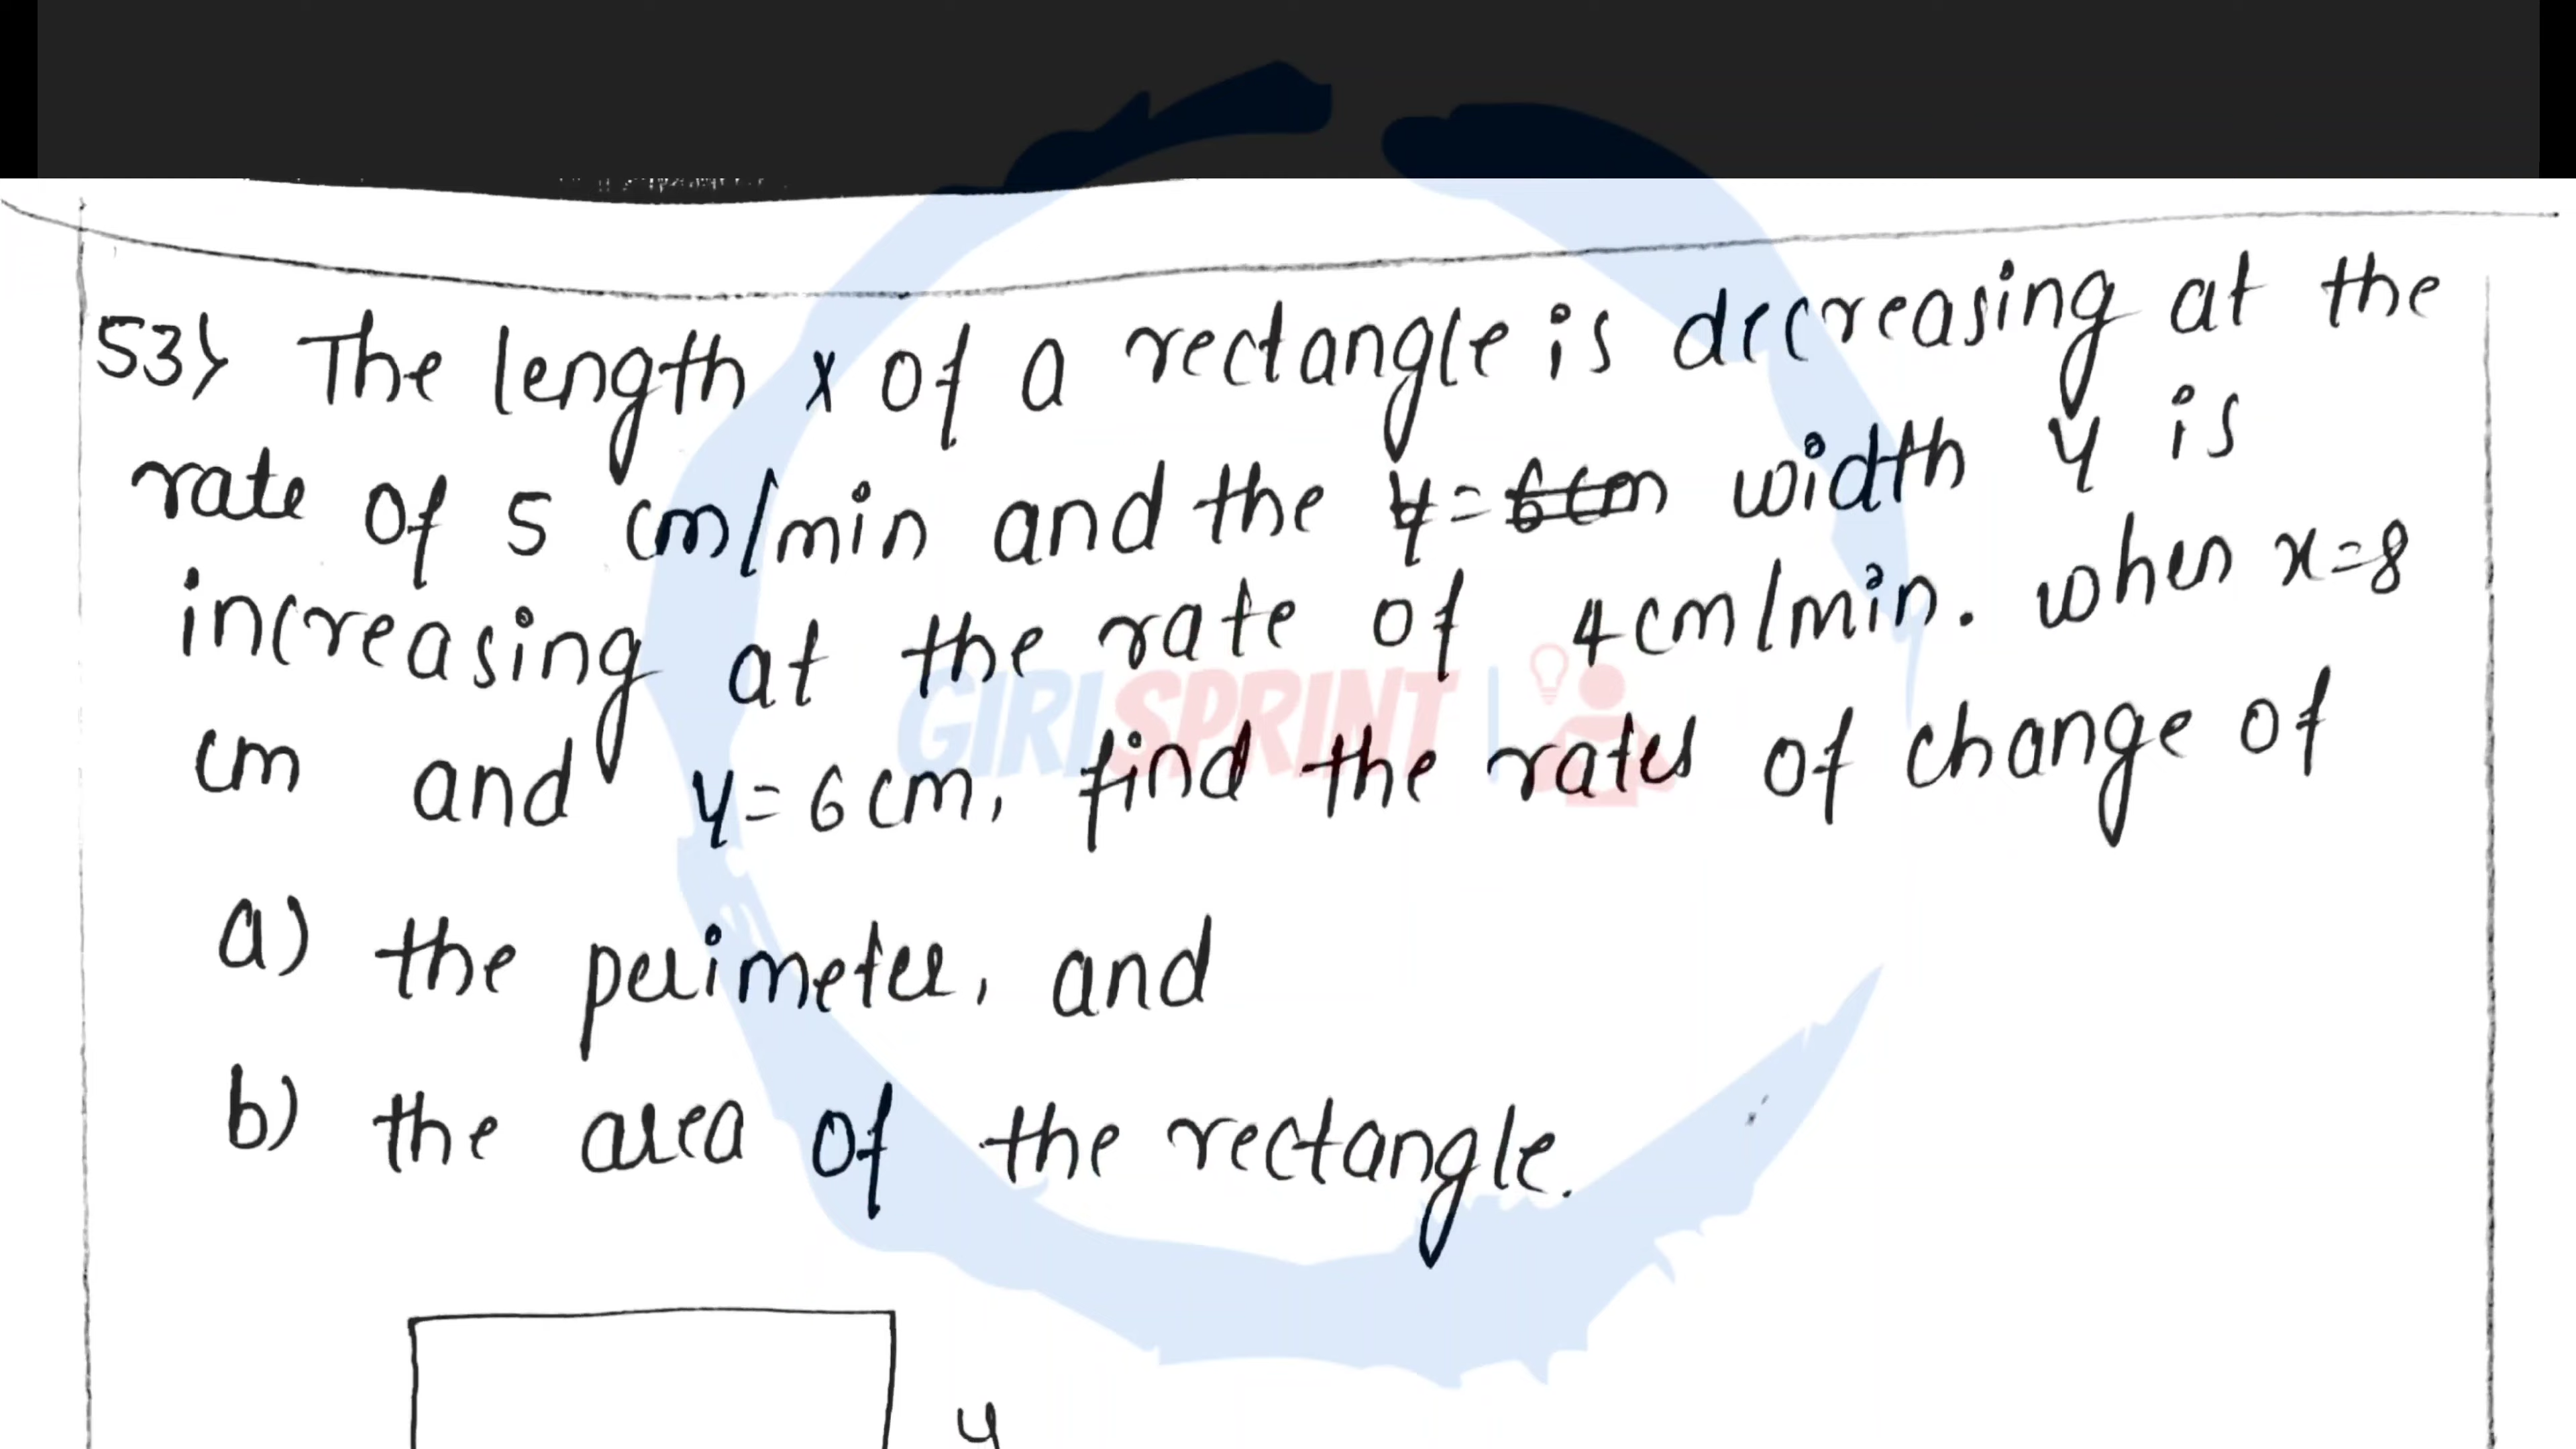 53) The length x of a rectangle is decreasing at the
rate of 5 cm/min and the y=6cm width y is
increasing at the rate of 4cm/min. when x=8
cm and y=6cm, find the rates of change of
GIRISPRINT
a) the perimeter, and
b) the area of the rectangle.
y